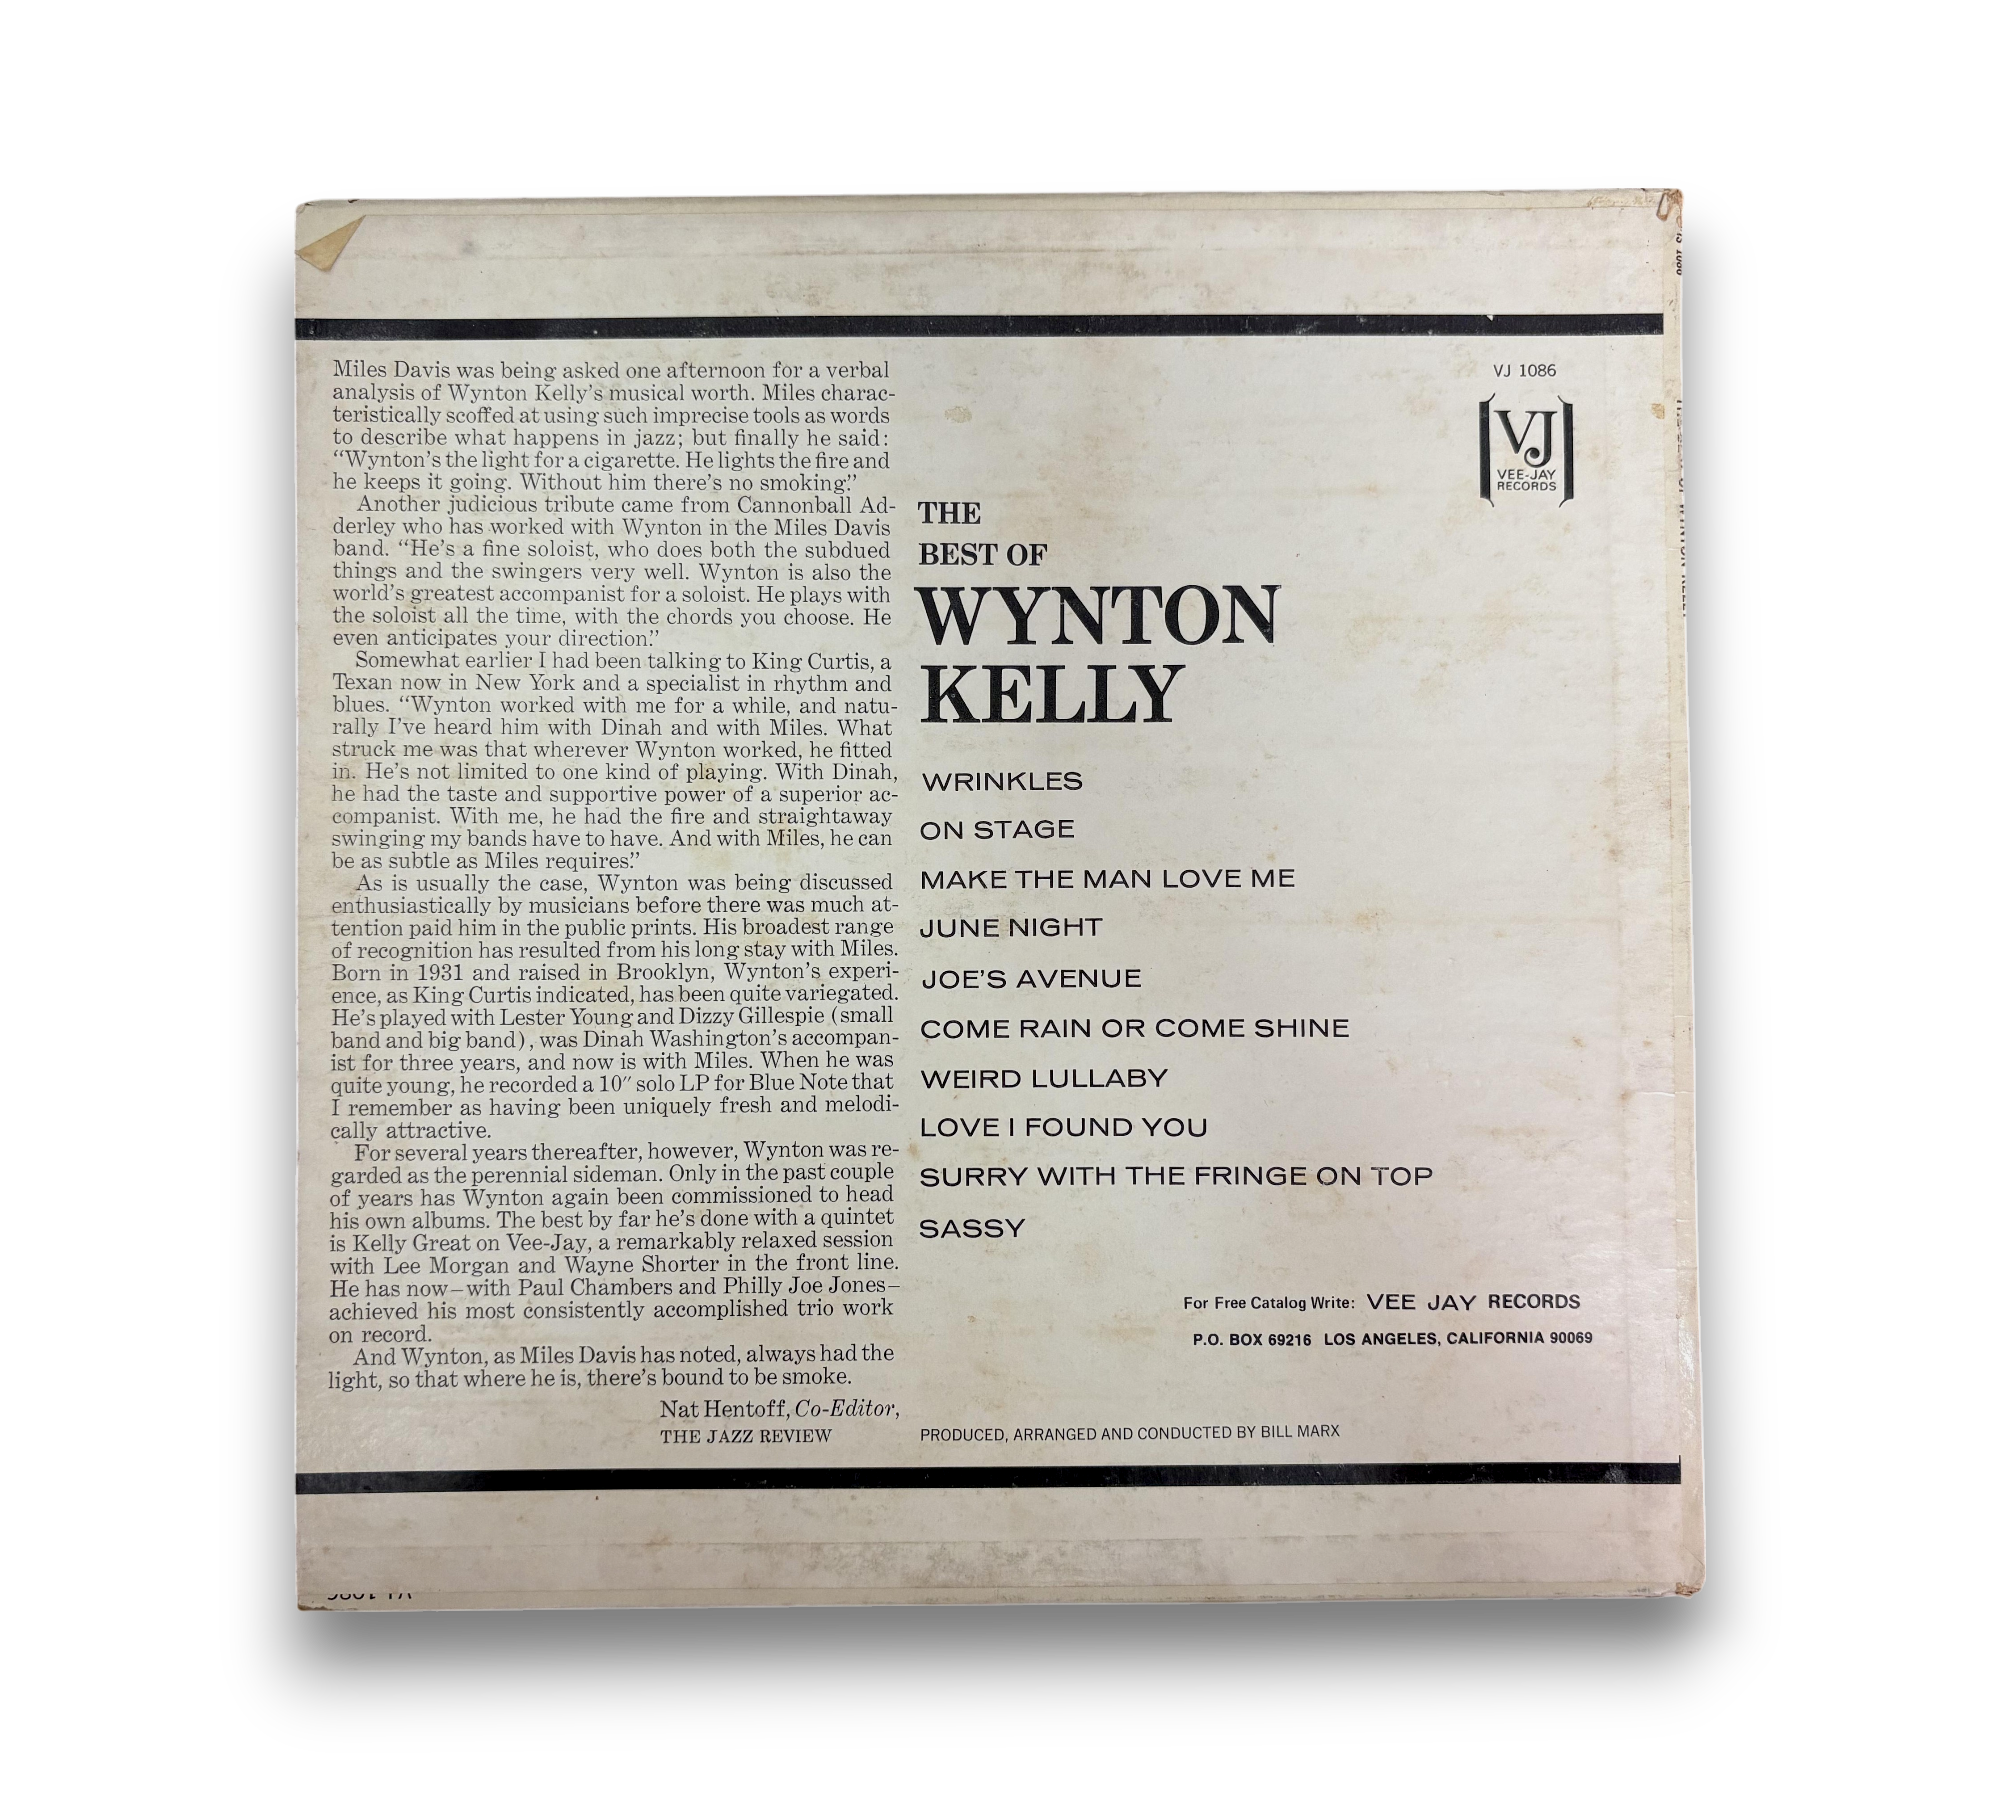 Miles Davis was being asked one afternoon for a verbal
analysis of Wynton Kelly's musical worth. Miles charac-
teristically scoffed at using such imprecise tools as words
to describe what happens in jazz; but finally he said:
“Wynton's the light for a cigarette. He lights the fire and
he keeps it going. Without him there's no smoking.”
Another judicious tribute came from Cannonball Ad-
derley who has worked with Wynton in the Miles Davis
band. “He's a fine soloist, who does both the subdued
things and the swingers very well. Wynton is also the
world's greatest accompanist for a soloist. He plays with
the soloist all the time, with the chords you choose. He
even anticipates your direction.”
Somewhat earlier I had been talking to King Curtis, a
Texan now in New York and a specialist in rhythm and
blues. “Wynton worked with me for a while, and natu-
rally I've heard him with Dinah and with Miles. What
struck me was that wherever Wynton worked, he fitted
in. He's not limited to one kind of playing. With Dinah,
he had the taste and supportive power of a superior ac-
companist. With me, he had the fire and straightaway
swinging my bands have to have. And with Miles, he can
be as subtle as Miles requires.”
As is usually the case, Wynton was being discussed
enthusiastically by musicians before there was much at-
tention paid him in the public prints. His broadest range
of recognition has resulted from his long stay with Miles.
Born in 1931 and raised in Brooklyn, Wynton's experi-
ence, as King Curtis indicated, has been quite variegated.
He's played with Lester Young and Dizzy Gillespie (small
band and big band), was Dinah Washington's accompan-
ist for three years, and now is with Miles. When he was
quite young, he recorded a 10″ solo LP for Blue Note that
I remember as having been uniquely fresh and melodi-
cally attractive.
For several years thereafter, however, Wynton was re-
garded as the perennial sideman. Only in the past couple
of years has Wynton again been commissioned to head
his own albums. The best by far he's done with a quintet
is Kelly Great on Vee-Jay, a remarkably relaxed session
with Lee Morgan and Wayne Shorter in the front line.
He has now—with Paul Chambers and Philly Joe Jones—
achieved his most consistently accomplished trio work
on record.
And Wynton, as Miles Davis has noted, always had the
light, so that where he is, there's bound to be smoke.
Nat Hentoff, Co-Editor,
THE JAZZ REVIEW
VJ 1086
VJ
VEE-JAY
RECORDS
THE
BEST OF
WYNTON
KELLY
WRINKLES
ON STAGE
MAKE THE MAN LOVE ME
JUNE NIGHT
JOE'S AVENUE
COME RAIN OR COME SHINE
WEIRD LULLABY
LOVE I FOUND YOU
SURRY WITH THE FRINGE ON TOP
SASSY
For Free Catalog Write: VEE JAY RECORDS
P.O. BOX 69216 LOS ANGELES, CALIFORNIA 90069
PRODUCED, ARRANGED AND CONDUCTED BY BILL MARX